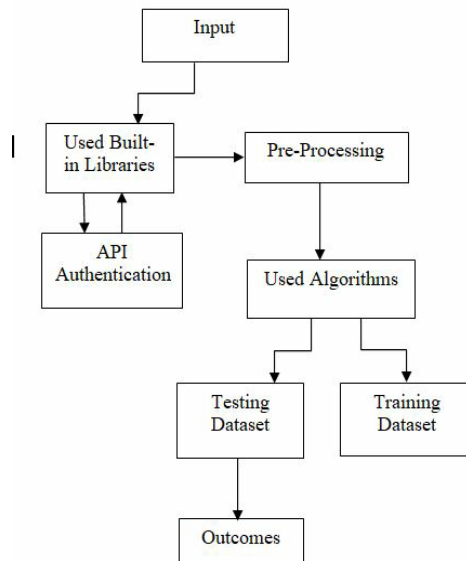 Input
Used Built-
in Libraries
Pre-Processing
API
Authentication
Used Algorithms
Testing
Dataset
Training
Dataset
Outcomes